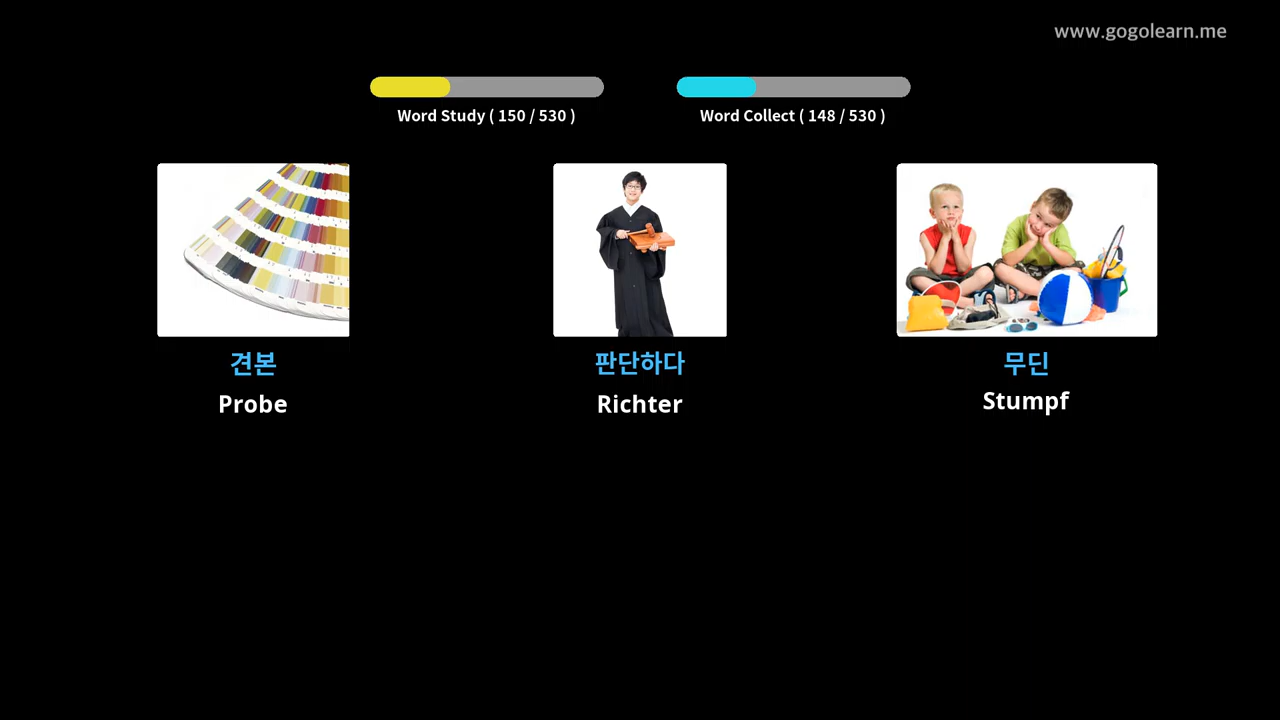 www.gogolearn.me
Word Study ( 150 / 530 )
Word Collect ( 148 / 530 )
견본
Probe
판단하다
Richter
무딘
Stumpf